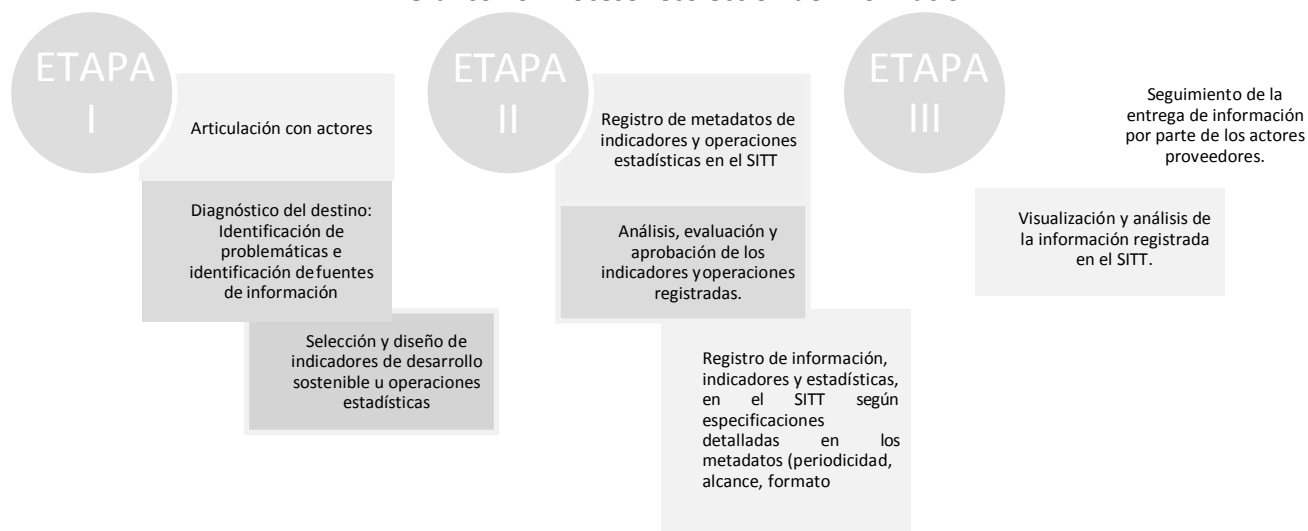 ETAPA
I
Articulación con actores
Diagnóstico del destino:
Identificación de
problemáticas e
identificación de fuentes
de información
Selección y diseño de
indicadores de desarrollo
sostenible u operaciones
estadísticas
ETAPA
II
Registro de metadatos de
indicadores y operaciones
estadísticas en el SITT
Análisis, evaluación y
aprobación de los
indicadores y operaciones
registradas.
Registro de información,
indicadores y estadísticas,
en el SITT según
especificaciones
detalladas en los
metadatos (periodicidad,
alcance, formato
ETAPA
III
Seguimiento de la
entrega de información
por parte de los actores
proveedores.
Visualización y análisis de
la información registrada
en el SITT.